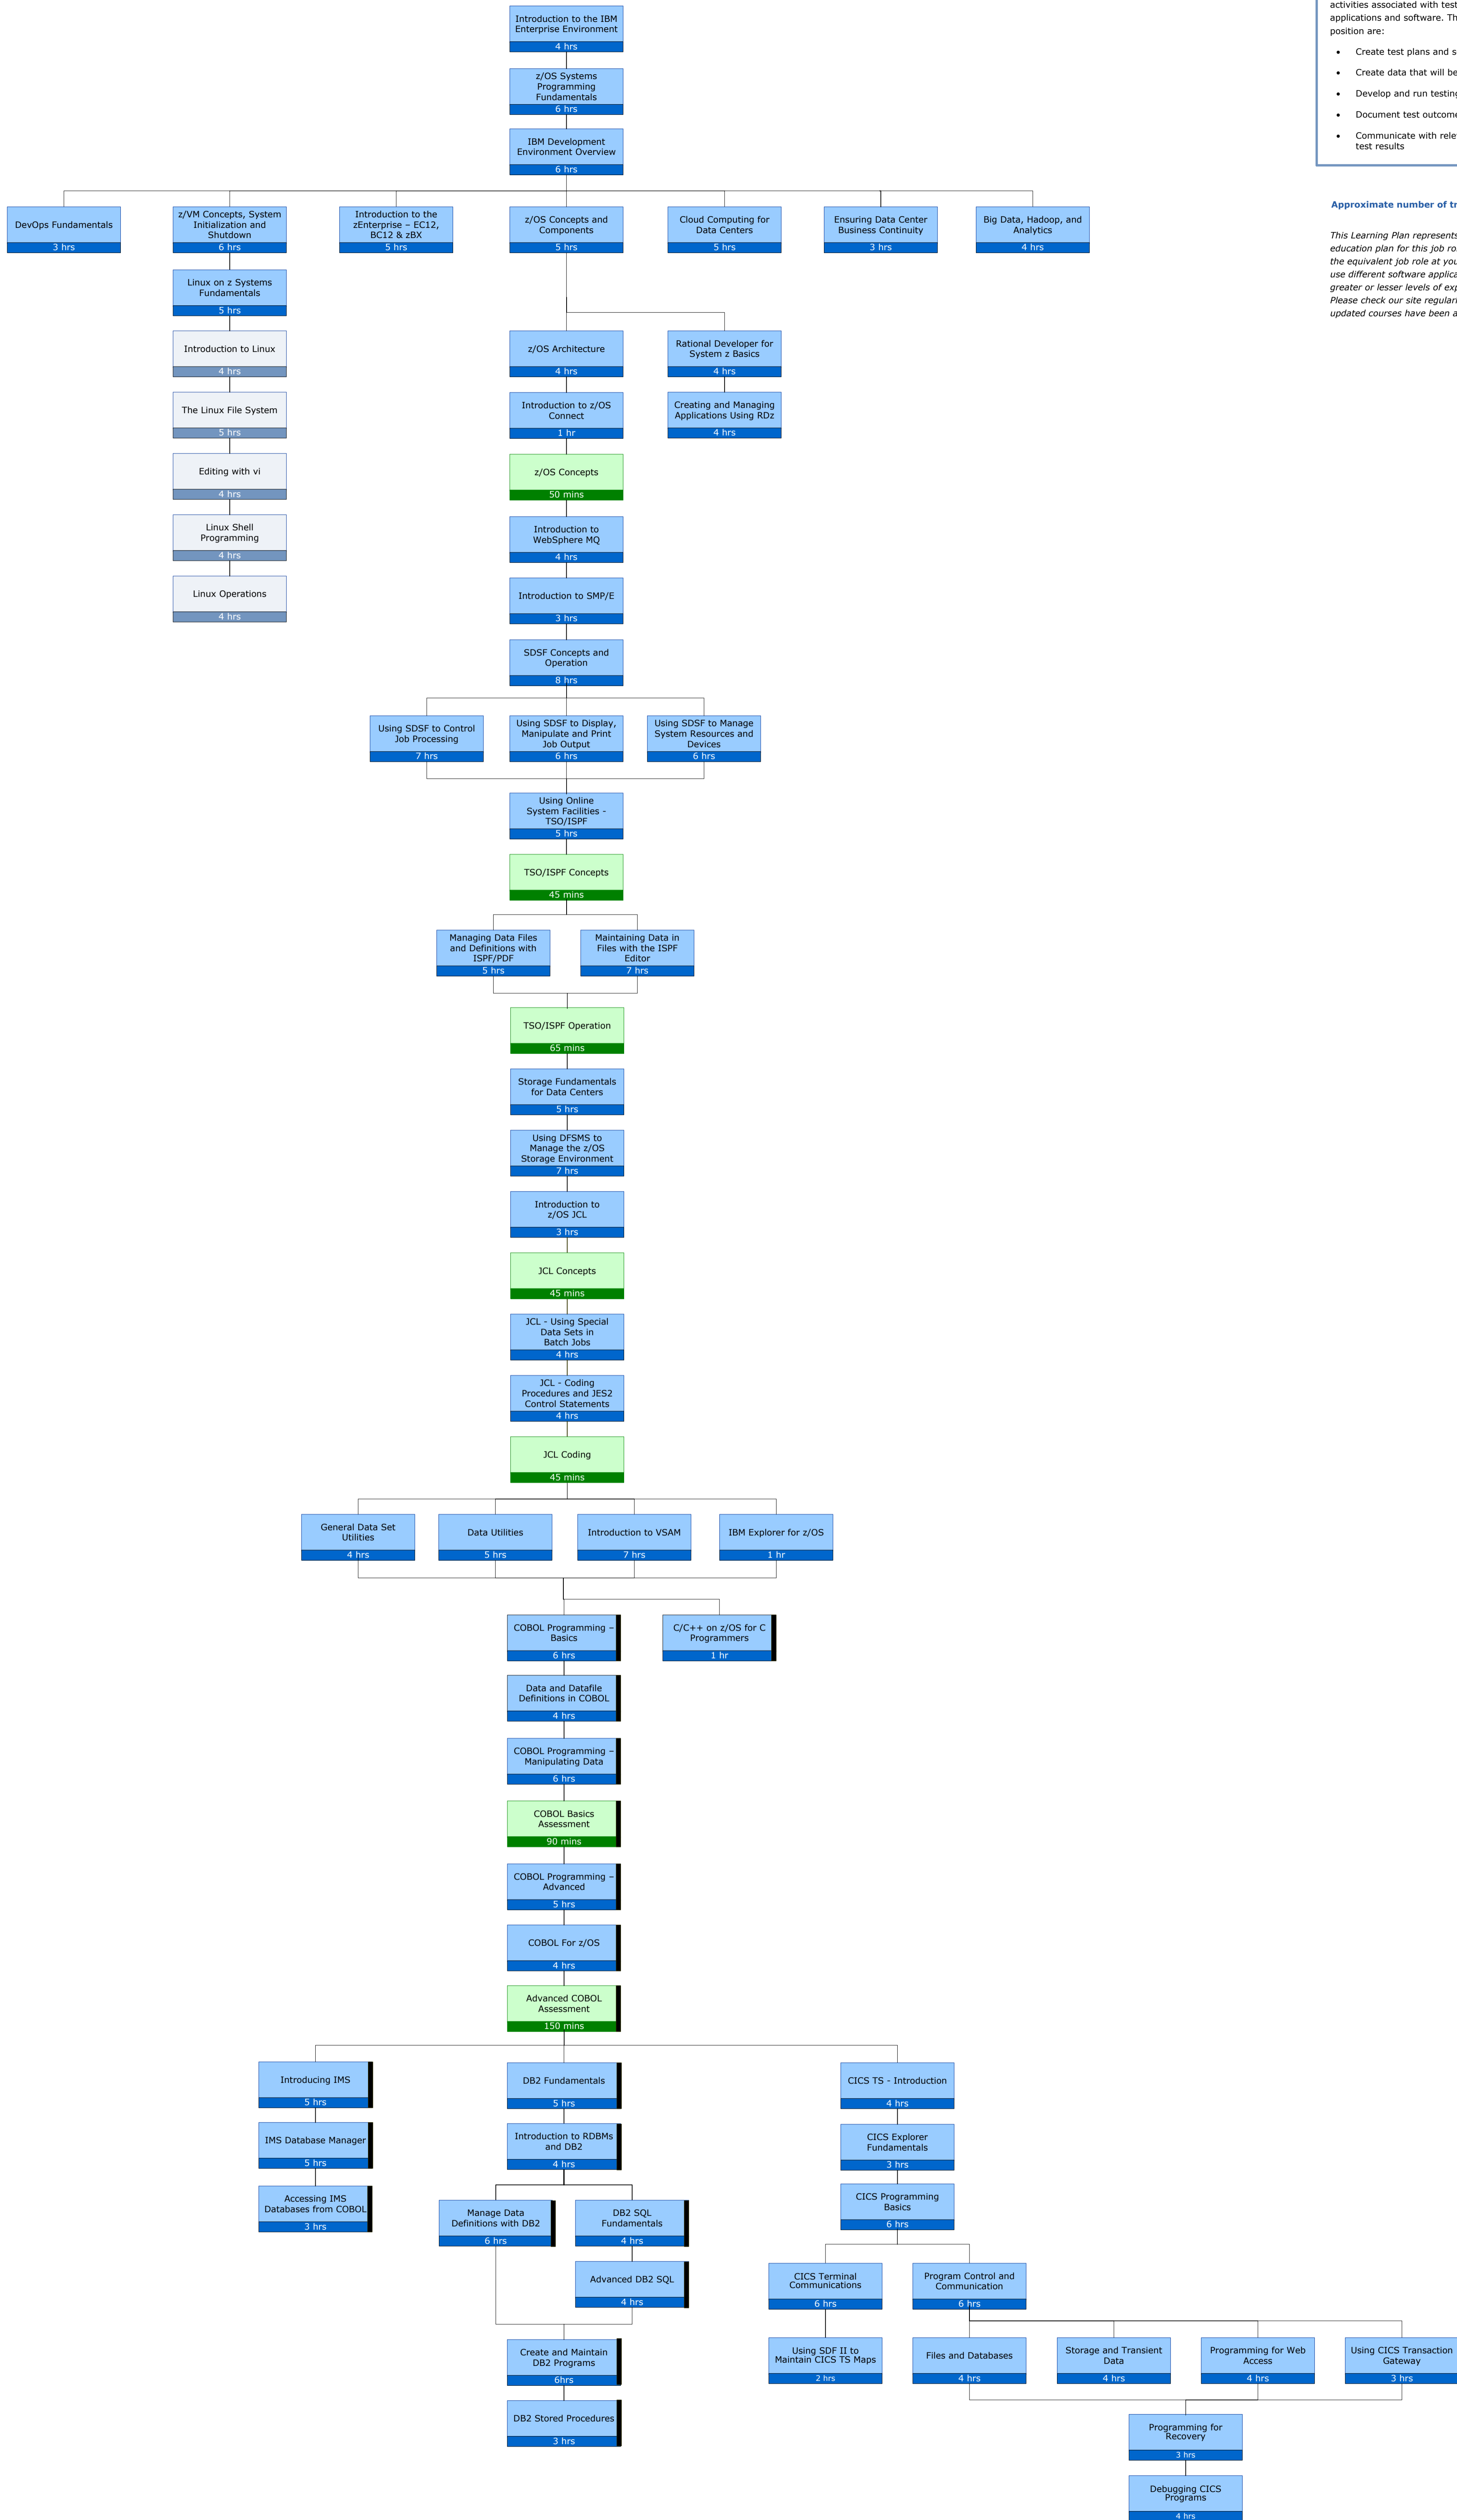 activities associated with test
applications and software. Th
position are:
• Create test plans and s
• Create data that will be
• Develop and run testing
• Document test outcome
• Communicate with rele
test results
Approximate number of tr
This Learning Plan represents
education plan for this job ro
the equivalent job role at you
use different software applica
greater or lesser levels of exp
Please check our site regular
updated courses have been a
Introduction to the IBM
Enterprise Environment
4 hrs
z/OS Systems
Programming
Fundamentals
6 hrs
IBM Development
Environment Overview
6 hrs
DevOps Fundamentals
3 hrs
z/VM Concepts, System
Initialization and
Shutdown
6 hrs
Introduction to the
zEnterprise – EC12,
BC12 & zBX
5 hrs
z/OS Concepts and
Components
5 hrs
Cloud Computing for
Data Centers
5 hrs
Ensuring Data Center
Business Continuity
3 hrs
Big Data, Hadoop, and
Analytics
4 hrs
Linux on z Systems
Fundamentals
5 hrs
Introduction to Linux
4 hrs
The Linux File System
5 hrs
Editing with vi
4 hrs
Linux Shell
Programming
4 hrs
Linux Operations
4 hrs
z/OS Architecture
4 hrs
Rational Developer for
System z Basics
4 hrs
Introduction to z/OS
Connect
1 hr
Creating and Managing
Applications Using RDz
4 hrs
z/OS Concepts
50 mins
Introduction to
WebSphere MQ
4 hrs
Introduction to SMP/E
3 hrs
SDSF Concepts and
Operation
8 hrs
Using SDSF to Control
Job Processing
7 hrs
Using SDSF to Display,
Manipulate and Print
Job Output
6 hrs
Using SDSF to Manage
System Resources and
Devices
6 hrs
Using Online
System Facilities -
TSO/ISPF
5 hrs
TSO/ISPF Concepts
45 mins
Managing Data Files
and Definitions with
ISPF/PDF
5 hrs
Maintaining Data in
Files with the ISPF
Editor
7 hrs
TSO/ISPF Operation
65 mins
Storage Fundamentals
for Data Centers
5 hrs
Using DFSMS to
Manage the z/OS
Storage Environment
7 hrs
Introduction to
z/OS JCL
3 hrs
JCL Concepts
45 mins
JCL - Using Special
Data Sets in
Batch Jobs
4 hrs
JCL - Coding
Procedures and JES2
Control Statements
4 hrs
JCL Coding
45 mins
General Data Set
Utilities
4 hrs
Data Utilities
5 hrs
Introduction to VSAM
7 hrs
IBM Explorer for z/OS
1 hr
COBOL Programming –
Basics
6 hrs
C/C++ on z/OS for C
Programmers
1 hr
Data and Datafile
Definitions in COBOL
4 hrs
COBOL Programming –
Manipulating Data
6 hrs
COBOL Basics
Assessment
90 mins
COBOL Programming –
Advanced
5 hrs
COBOL For z/OS
4 hrs
Advanced COBOL
Assessment
150 mins
Introducing IMS
5 hrs
IMS Database Manager
5 hrs
Accessing IMS
Databases from COBOL
3 hrs
DB2 Fundamentals
5 hrs
Introduction to RDBMs
and DB2
4 hrs
Manage Data
Definitions with DB2
6 hrs
DB2 SQL
Fundamentals
4 hrs
Advanced DB2 SQL
4 hrs
Create and Maintain
DB2 Programs
6hrs
DB2 Stored Procedures
3 hrs
CICS TS - Introduction
4 hrs
CICS Explorer
Fundamentals
3 hrs
CICS Programming
Basics
6 hrs
CICS Terminal
Communications
6 hrs
Program Control and
Communication
6 hrs
Using SDF II to
Maintain CICS TS Maps
2 hrs
Files and Databases
4 hrs
Storage and Transient
Data
4 hrs
Programming for Web
Access
4 hrs
Using CICS Transaction
Gateway
3 hrs
Programming for
Recovery
3 hrs
Debugging CICS
Programs
4 hrs